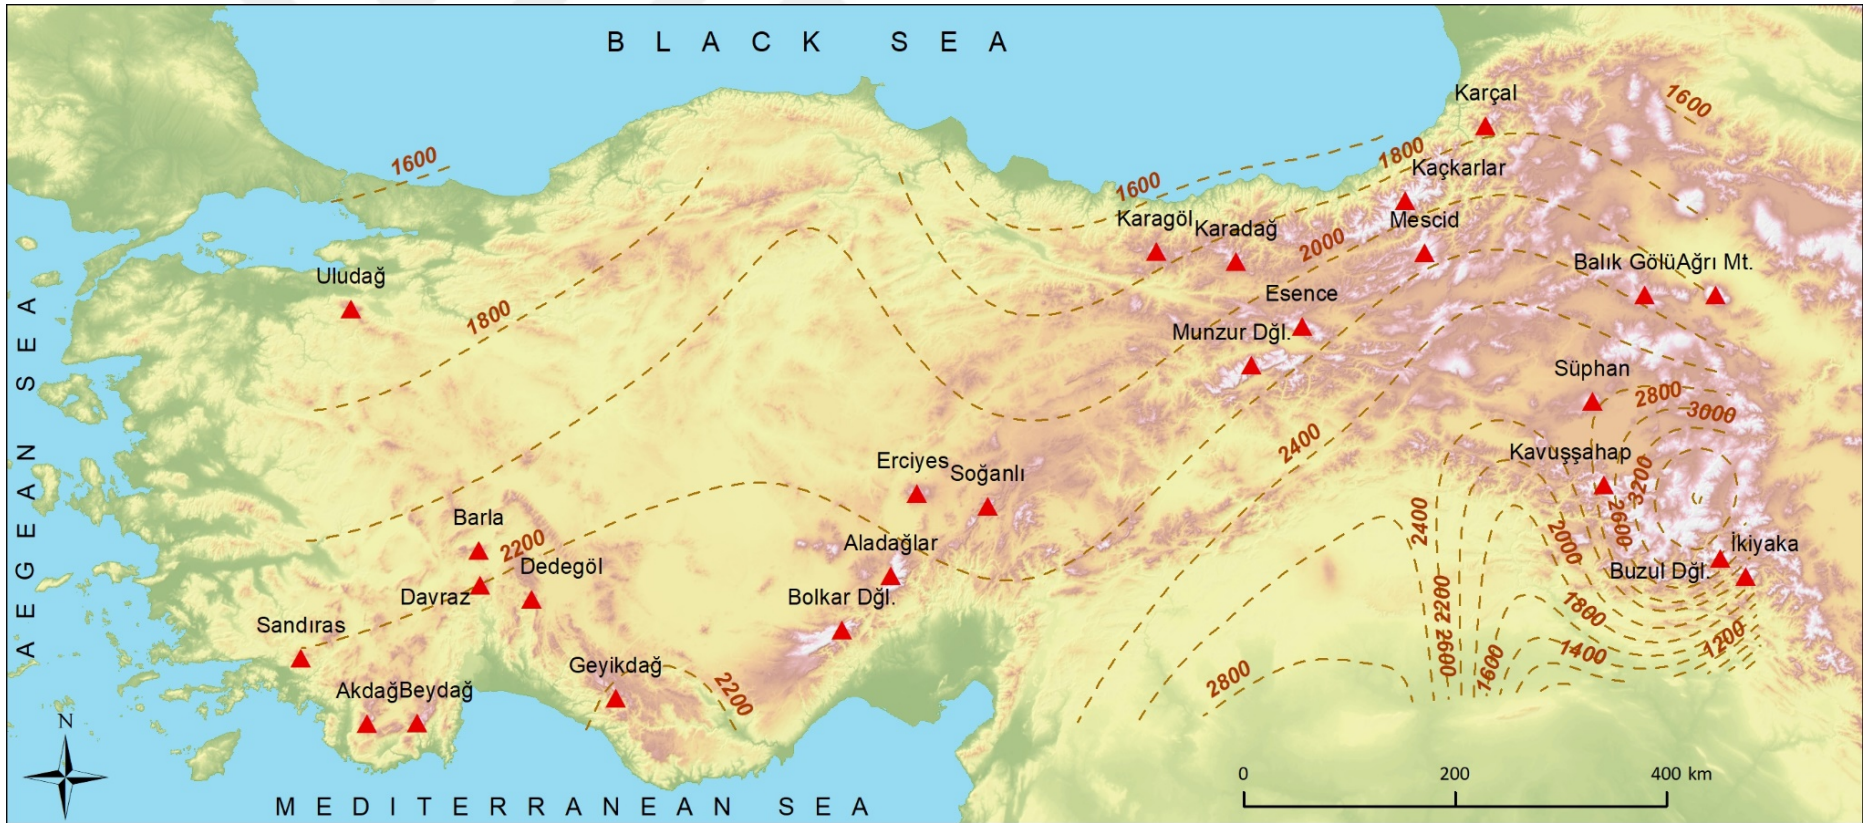 BLACK SEA
Karçal
1600
1600
1800
Kaçkarlar
1600
Karagöl
Karadağ
Mescid
2000
Uludağ
Balık Gölü
Ağrı Mt.
Esence
1800
Munzur Dğl.
Süphan
2800
3000
2400
Erciyes
Soğanlı
Kavuşşahap
3200
Barla
2200
Aladağlar
2400
2000
2600
İkiyaka
Dedegöl
Buzul Dğl.
Davraz
Bolkar Dğl.
2200
1800
Sandıras
1200
2600
1600
1400
Geyikdağ
2200
2800
Akdağ
Beydağ
AEGEAN SEA
N
0 200 400 km
MEDITERRANEAN SEA